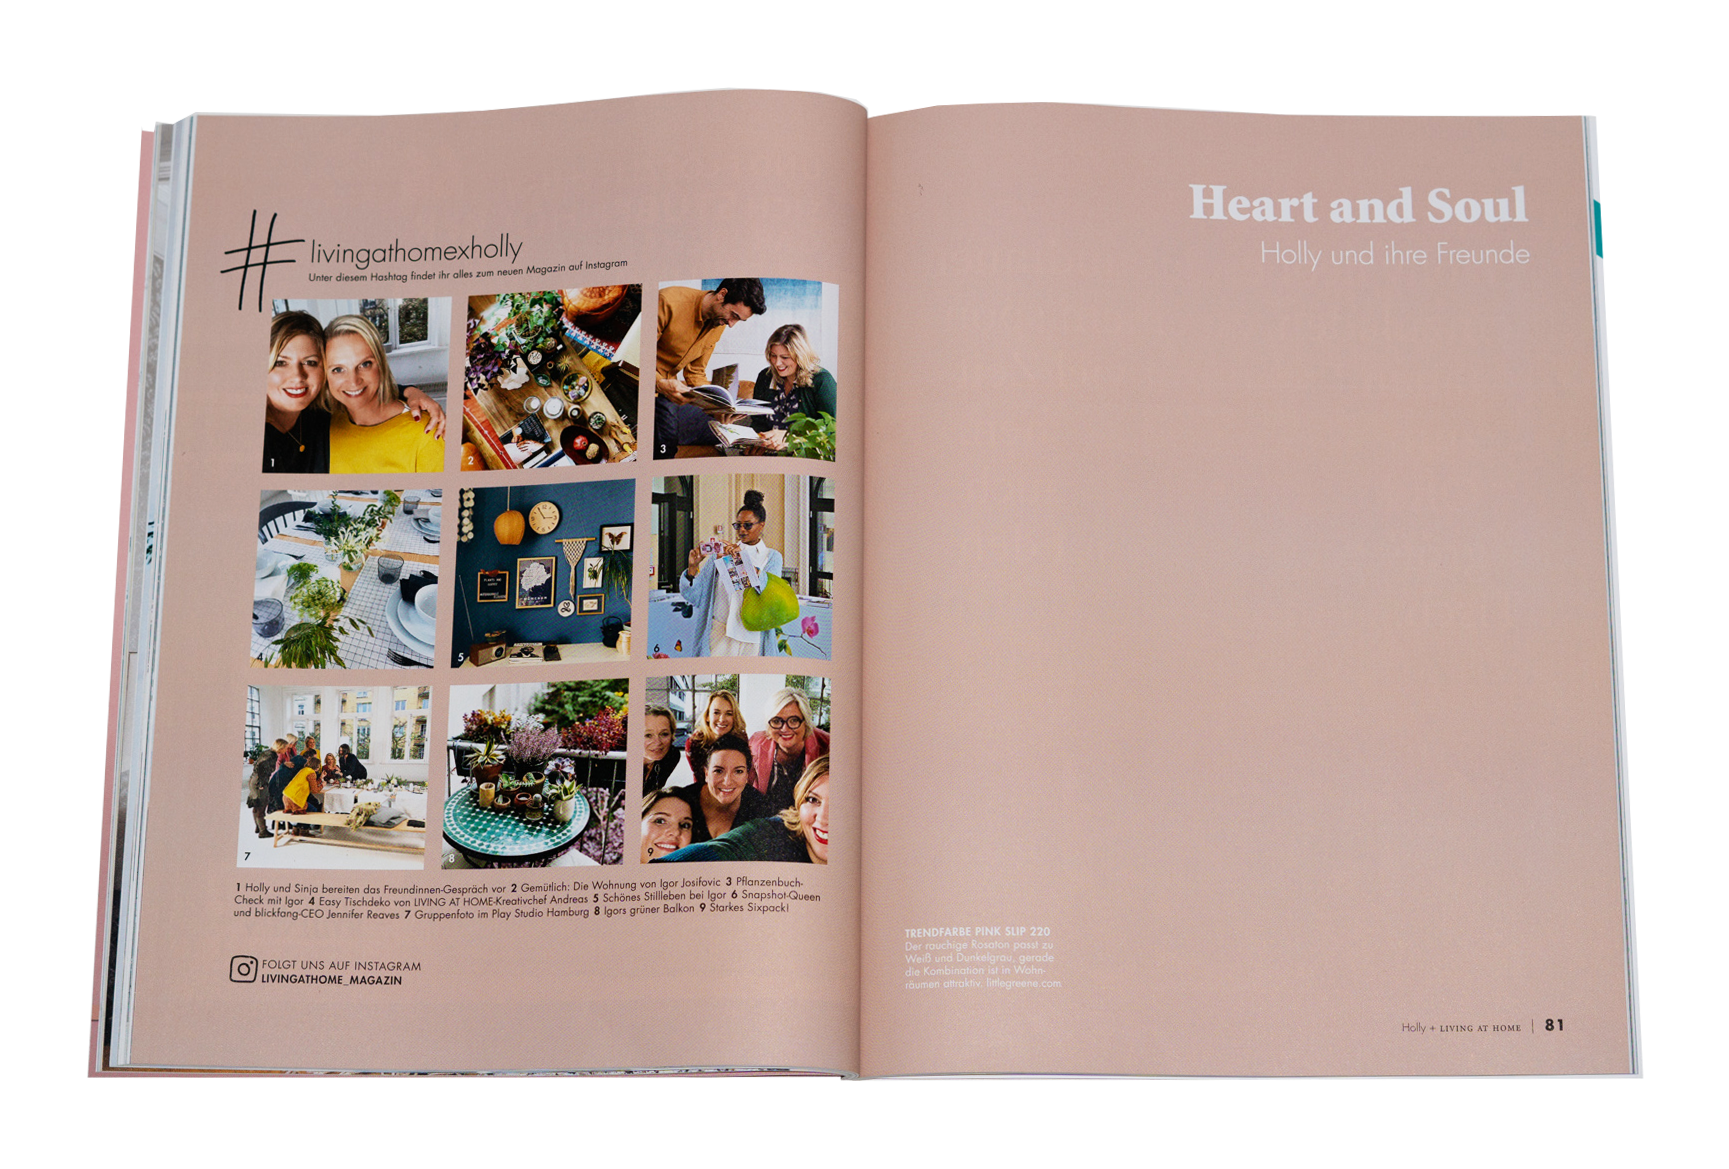 # livingathomexholly
Unter diesem Hashtag findet ihr alles zum neuen Magazin auf Instagram
1
2
3
4
5
6
7
8
9
1 Holly und Sinja bereiten das Freundinnen-Gespräch vor 2 Gemütlich: Die Wohnung von Igor Josifovic 3 Pflanzenbuch-
Check mit Igor 4 Easy Tischdeko von LIVING AT HOME-Kreativchef Andreas 5 Schönes Stillleben bei Igor 6 Snapshot-Queen
und blickfang-CEO Jennifer Reaves 7 Gruppenfoto im Play Studio Hamburg 8 Igors grüner Balkon 9 Starkes Sixpack!
FOLGT UNS AUF INSTAGRAM
LIVINGATHOME_MAGAZIN
Heart and Soul
Holly und ihre Freunde
TRENDFARBE PINK SLIP 220
Der rauchige Rosaton passt zu
Weiß und Dunkelgrau, gerade
die Kombination ist in Wohn-
räumen attraktiv. littlegreene.com
Holly + LIVING AT HOME | 81